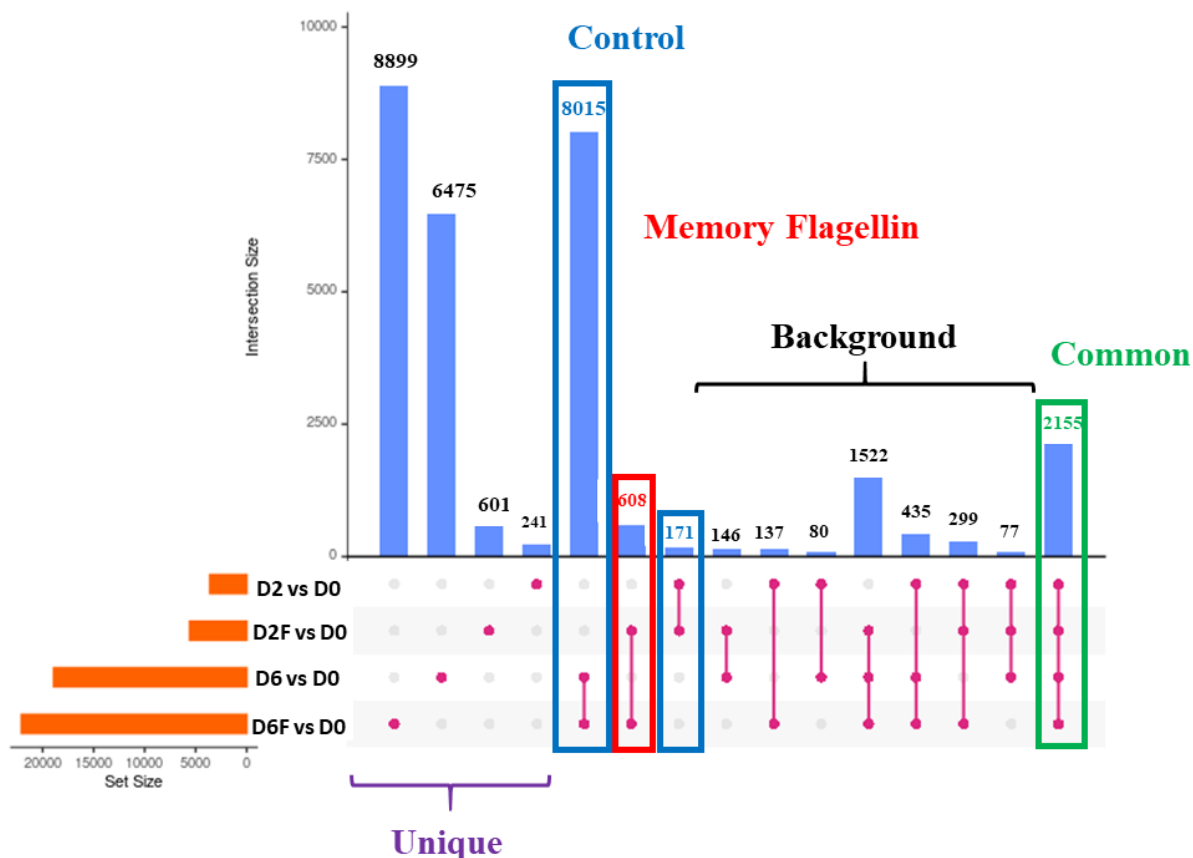 Control
Memory Flagellin
Background
Common
10000
7500
5000
2500
0
Intersection Size
8899
6475
601
241
8015
608
171
146
137
80
1522
435
299
77
2155
D2 vs D0
D2F vs D0
D6 vs D0
D6F vs D0
20000 15000 10000 5000 0
Set Size
Unique